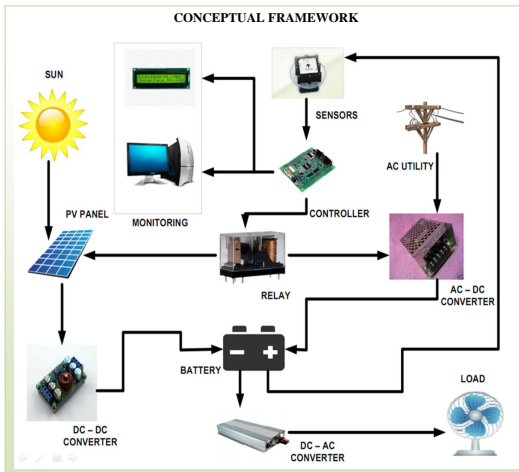 CONCEPTUAL FRAMEWORK
SUN
SENSORS
AC UTILITY
PV PANEL
MONITORING
CONTROLLER
RELAY
AC – DC
CONVERTER
BATTERY
LOAD
DC – DC
CONVERTER
DC – AC
CONVERTER